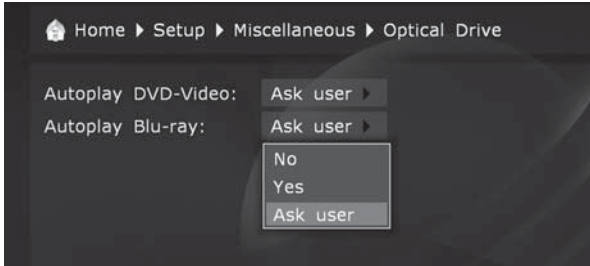 Home ▶ Setup ▶ Miscellaneous ▶ Optical Drive
Autoplay DVD-Video: Ask user ▶
Autoplay Blu-ray: Ask user ▶
No
Yes
Ask user